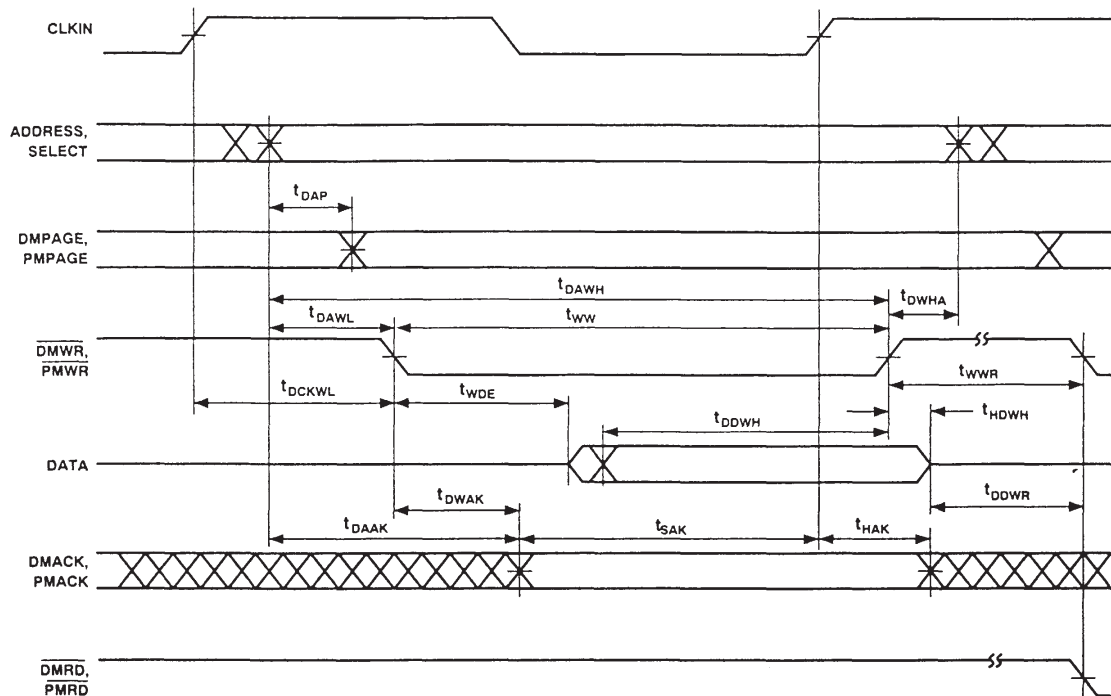 CLKIN
ADDRESS,
SELECT
tDAP
DMPAGE,
PMPAGE
tDAWH
tDWHA
tDAWL
tWW
DMWR,
PMWR
tWWR
tDCKWL
tWDE
tDDWH
tHDWH
DATA
tDWAK
tDDWR
tDAAK
tSAK
tHAK
DMACK,
PMACK
DMRD,
PMRD